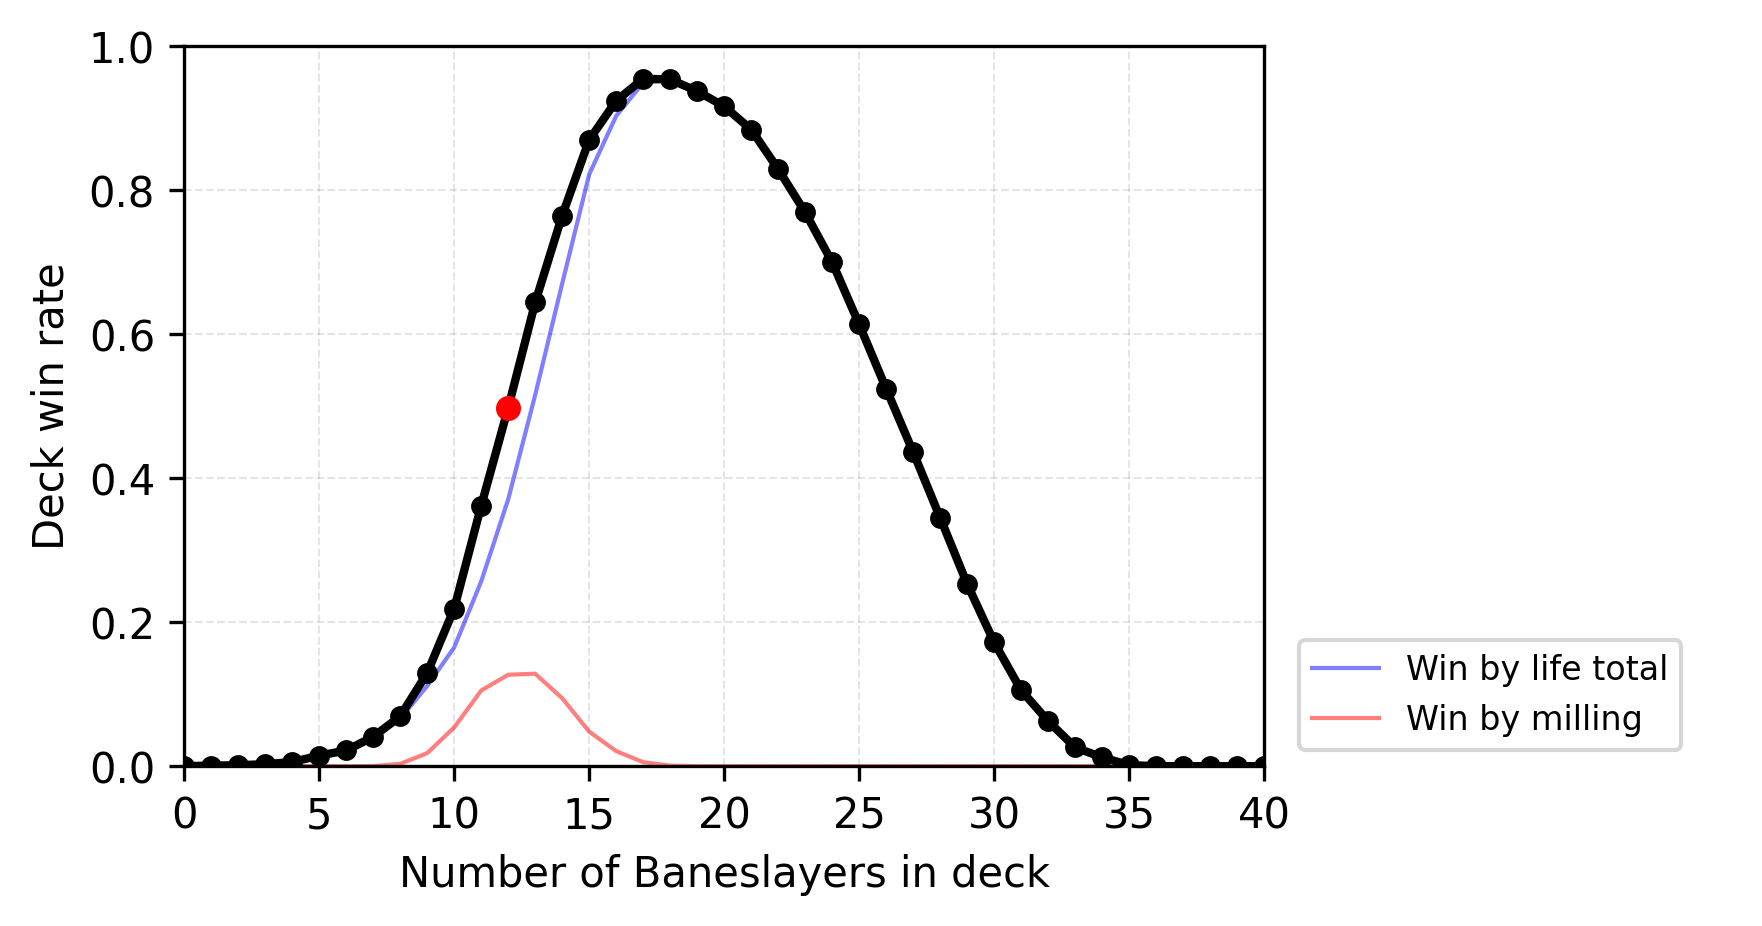 1.0
0.8
0.6
0.4
0.2
0.0
Deck win rate
0 5 10 15 20 25 30 35 40
Number of Baneslayers in deck
Win by life total
Win by milling